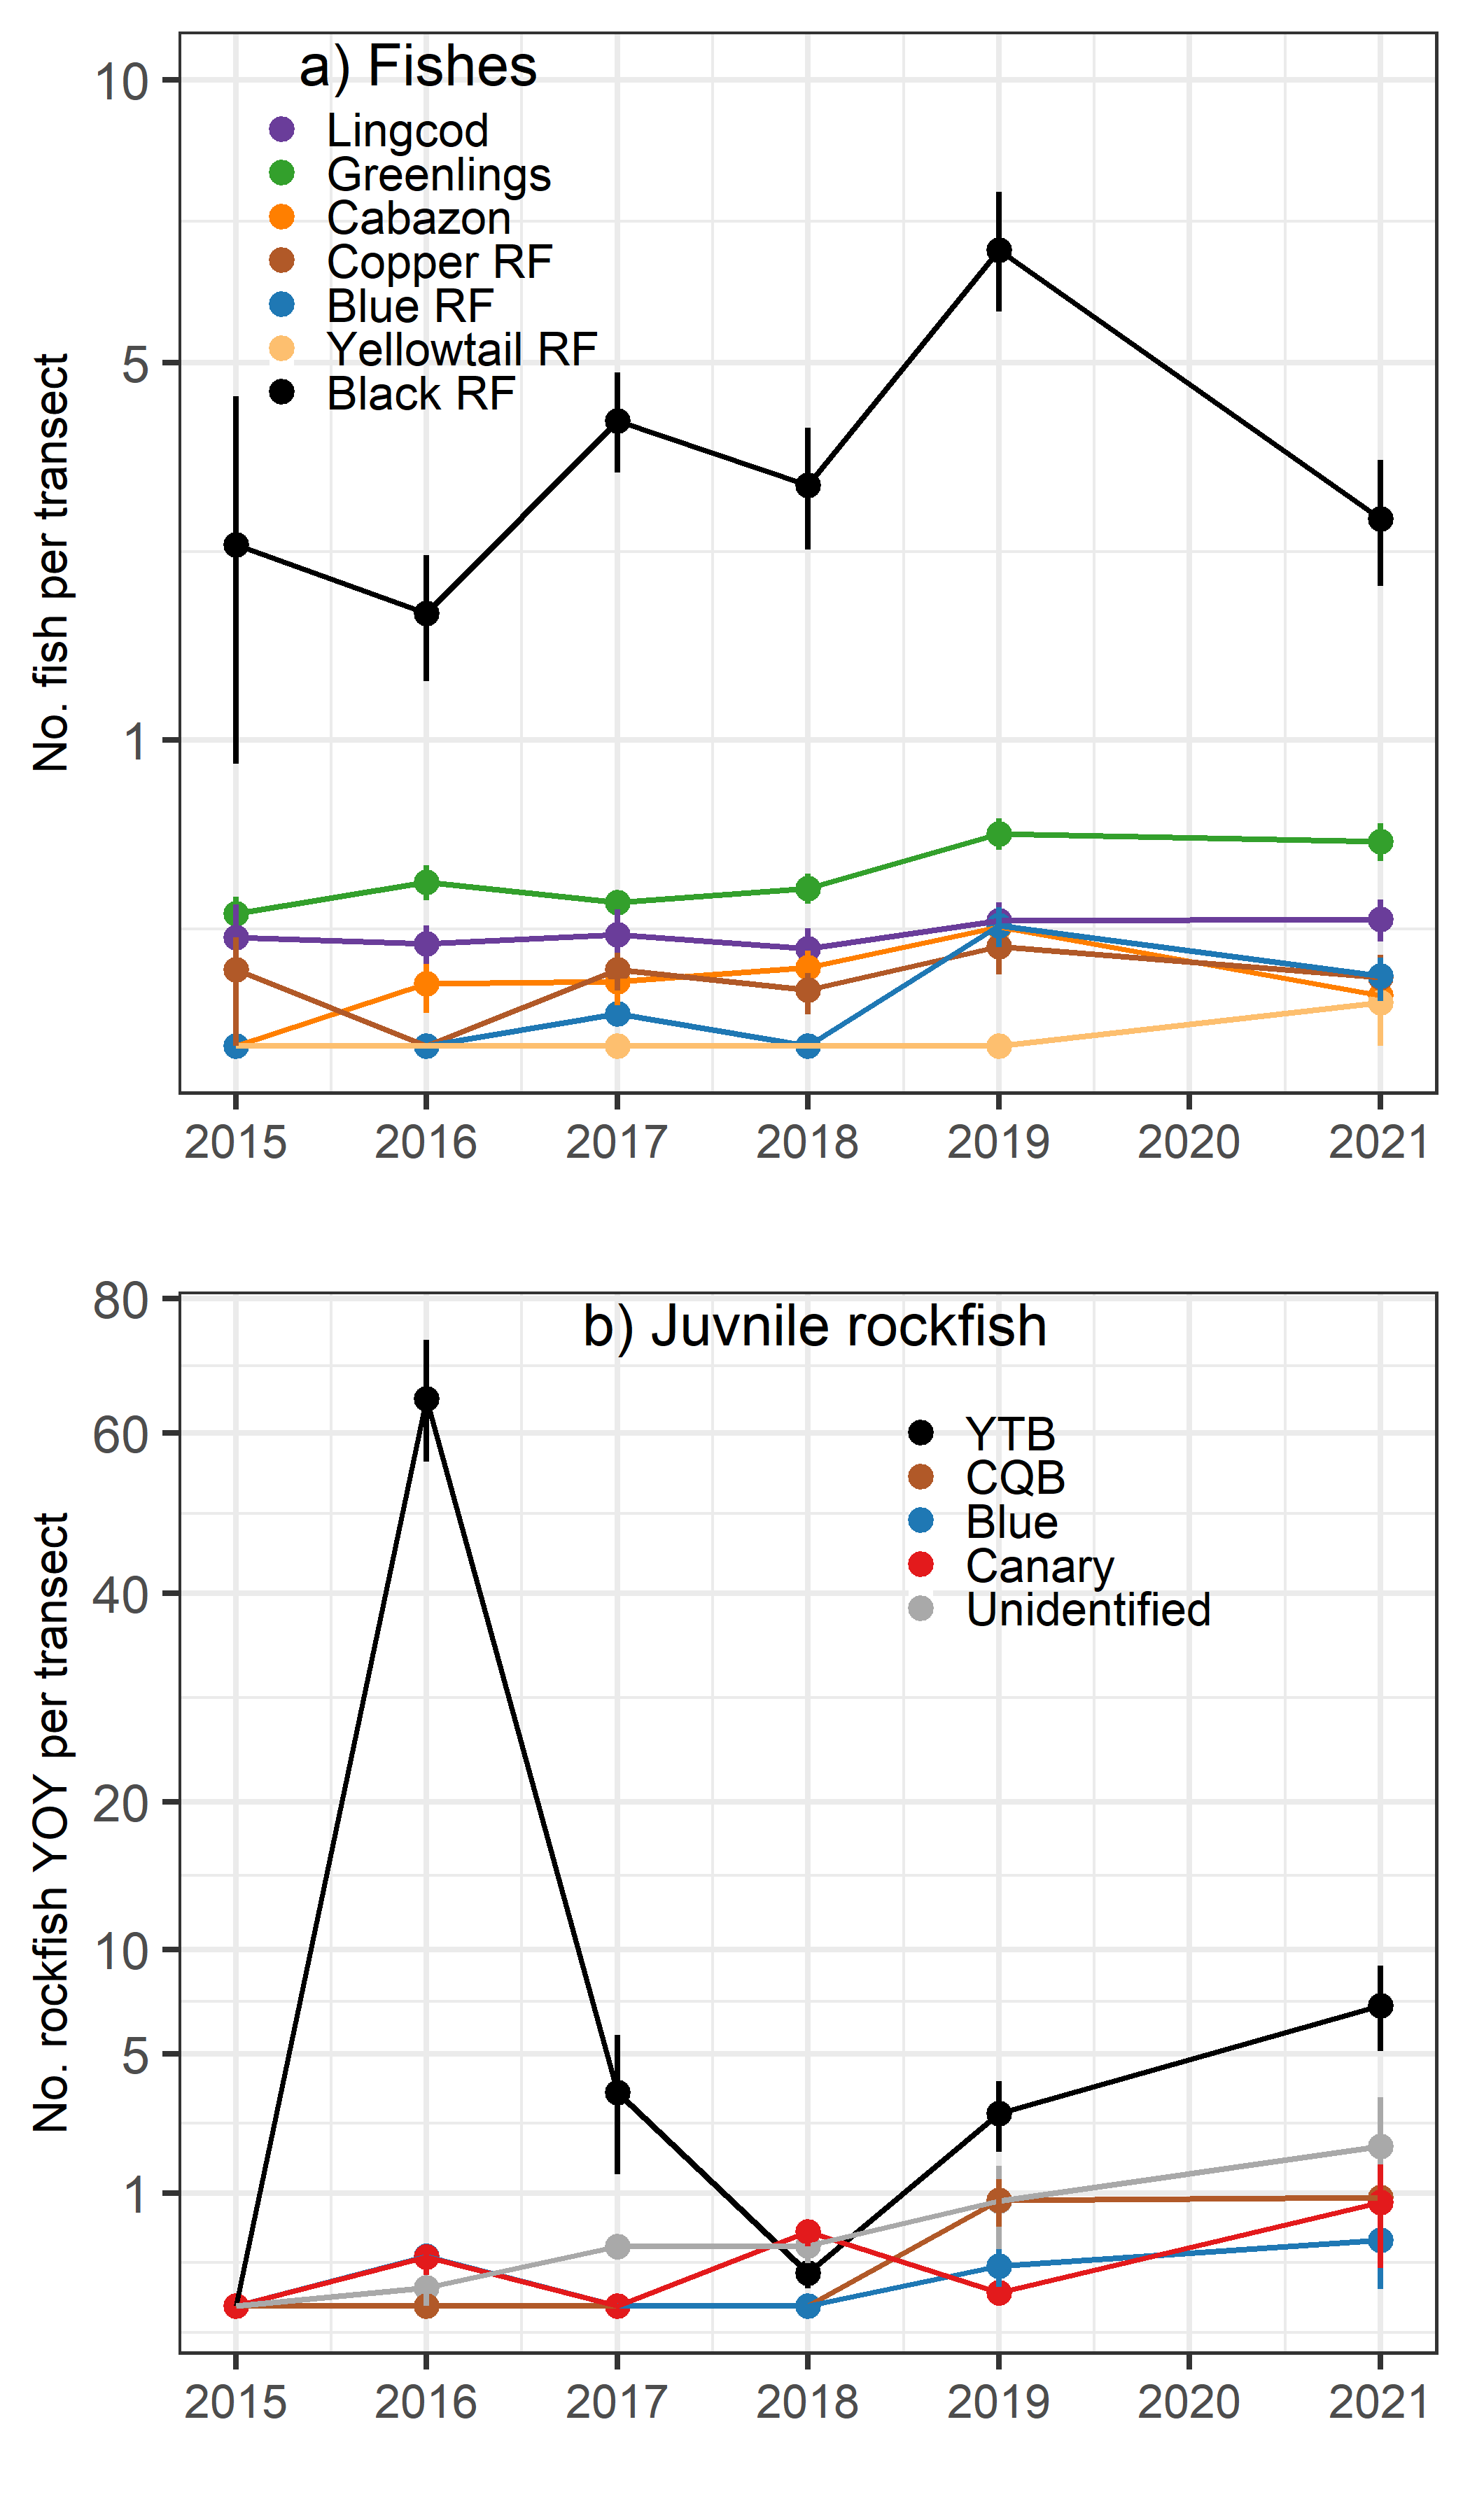 a) Fishes
10
Lingcod
Greenlings
Cabazon
Copper RF
Blue RF
Yellowtail RF
Black RF
5
1
No. fish per transect
2015 2016 2017 2018 2019 2020 2021
b) Juvnile rockfish
80
YTB
CQB
Blue
Canary
Unidentified
60
40
20
10
5
1
No. rockfish YOY per transect
2015 2016 2017 2018 2019 2020 2021